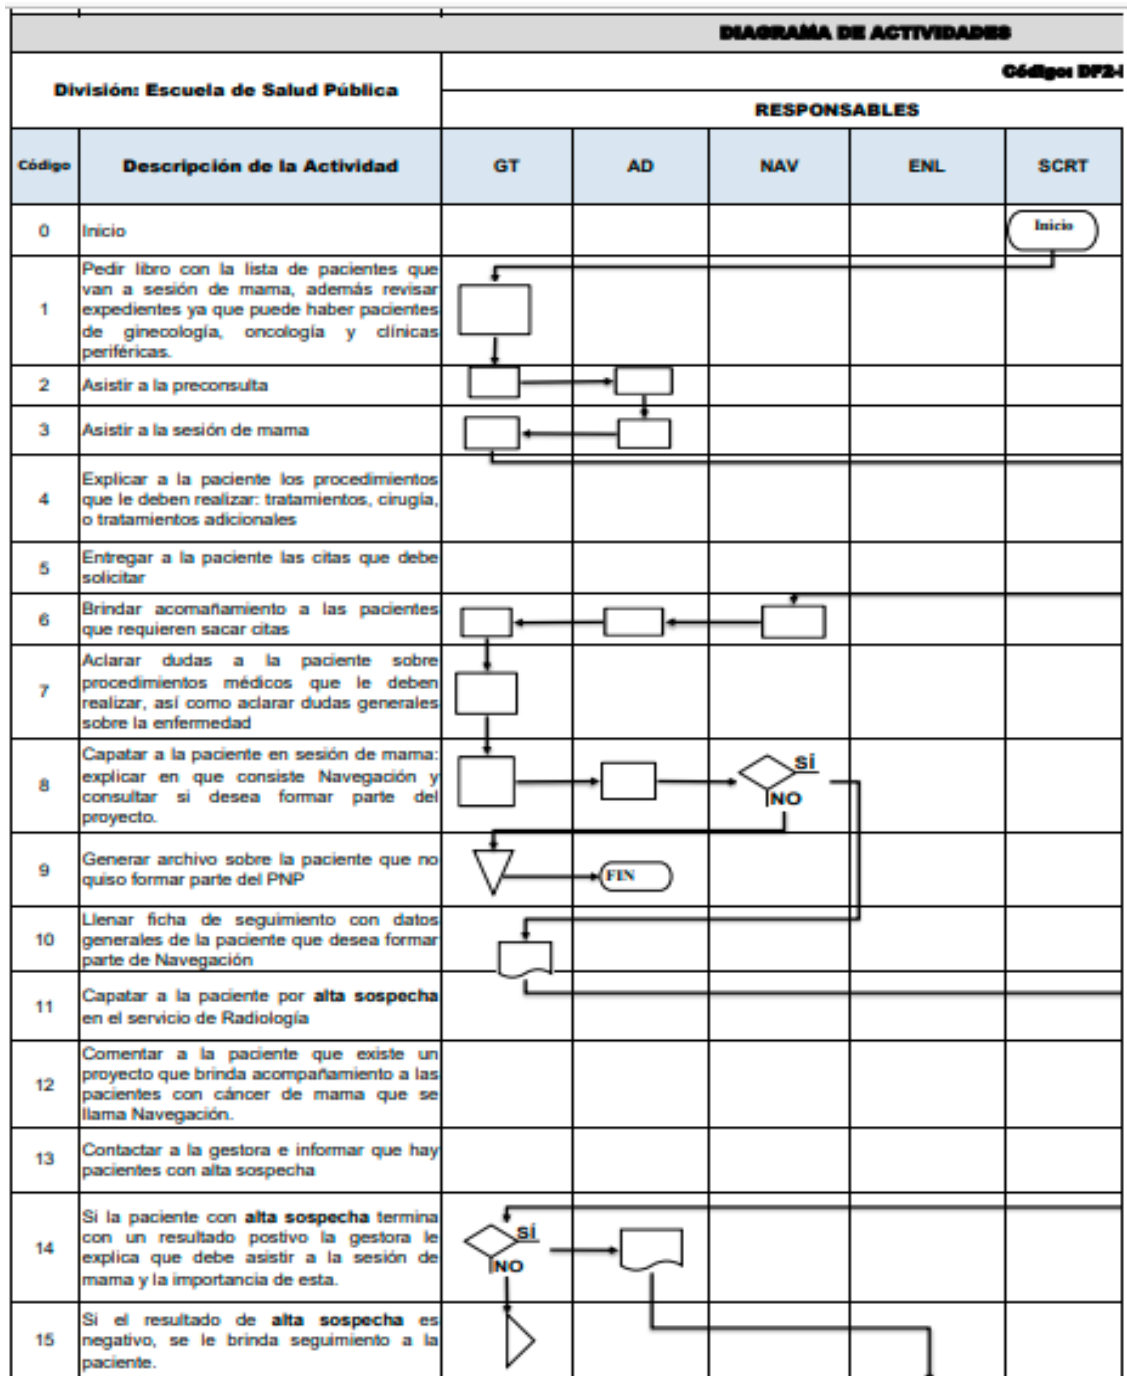 DIAGRAMA DE ACTIVIDADES
División: Escuela de Salud Pública
Código: DF2-
RESPONSABLES
Código
Descripción de la Actividad
GT
AD
NAV
ENL
SCRT
0
Inicio
Inicio
1
Pedir libro con la lista de pacientes que
van a sesión de mama, además revisar
expedientes ya que puede haber pacientes
de ginecología, oncología y clínicas
periféricas.
2
Asistir a la preconsulta
3
Asistir a la sesión de mama
4
Explicar a la paciente los procedimientos
que le deben realizar: tratamientos, cirugía,
o tratamientos adicionales
5
Entregar a la paciente las citas que debe
solicitar
6
Brindar acomañamiento a las pacientes
que requieren sacar citas
7
Aclarar dudas a la paciente sobre
procedimientos médicos que le deben
realizar, así como aclarar dudas generales
sobre la enfermedad
8
Capatar a la paciente en sesión de mama:
explicar en que consiste Navegación y
consultar si desea formar parte del
proyecto.
SÍ
NO
9
Generar archivo sobre la paciente que no
quiso formar parte del PNP
FIN
10
Llenar ficha de seguimiento con datos
generales de la paciente que desea formar
parte de Navegación
11
Capatar a la paciente por alta sospecha
en el servicio de Radiología
12
Comentar a la paciente que existe un
proyecto que brinda acompañamiento a las
pacientes con cáncer de mama que se
llama Navegación.
13
Contactar a la gestora e informar que hay
pacientes con alta sospecha
14
Si la paciente con alta sospecha termina
con un resultado postivo la gestora le
explica que debe asistir a la sesión de
mama y la importancia de esta.
SÍ
NO
15
Si el resultado de alta sospecha es
negativo, se le brinda seguimiento a la
paciente.